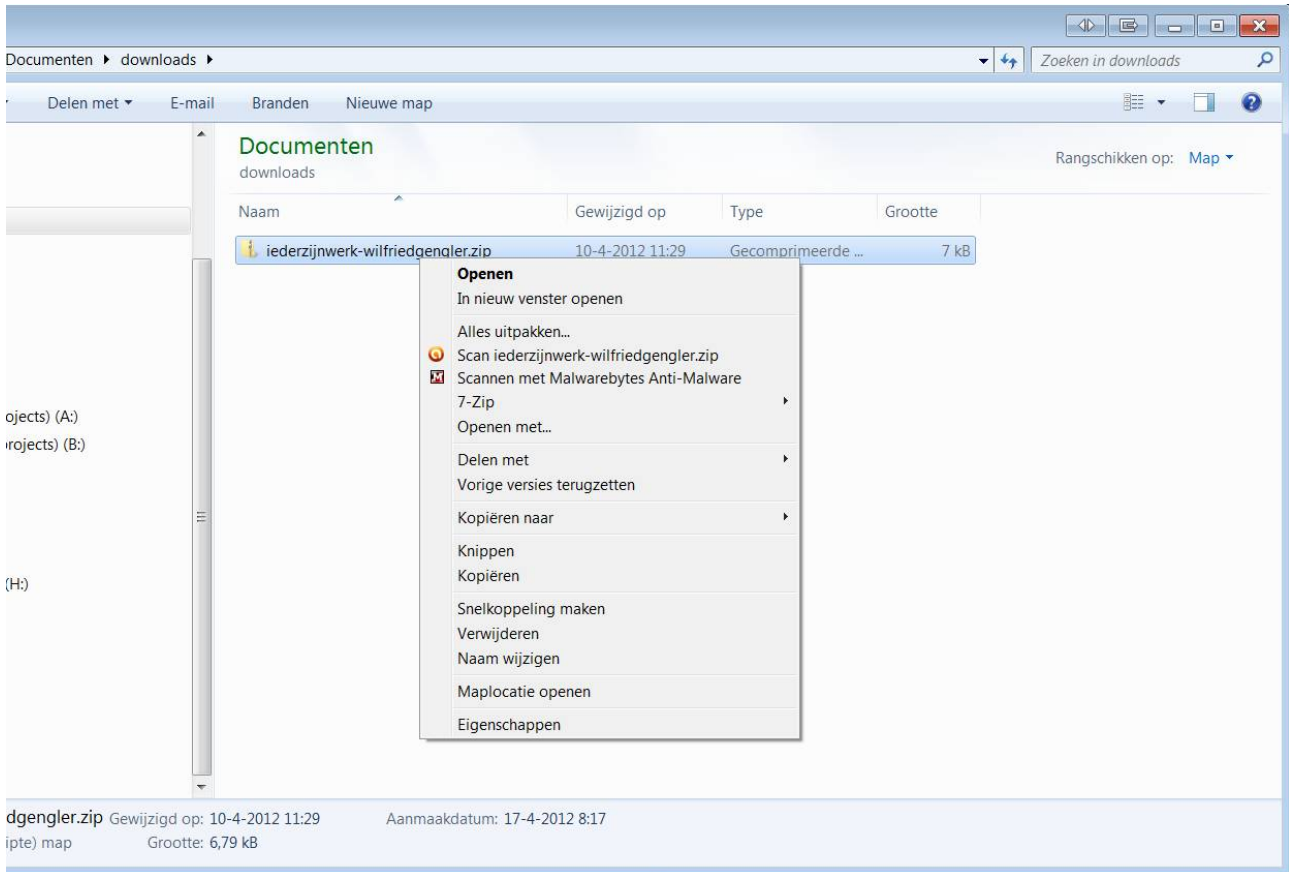 Documenten ▸ downloads ▸ Zoeken in downloads
Delen met E-mail Branden Nieuwe map
Documenten
downloads
Rangschikken op: Map
Naam Gewijzigd op Type Grootte
iederzijnwerk-wilfriedgengler.zip 10-4-2012 11:29 Gecomprimeerde ... 7 kB
Openen
In nieuw venster openen
Alles uitpakken...
Scan iederzijnwerk-wilfriedgengler.zip
Scannen met Malwarebytes Anti-Malware
7-Zip
Openen met...
Delen met
Vorige versies terugzetten
Kopiëren naar
Knippen
Kopiëren
Snelkoppeling maken
Verwijderen
Naam wijzigen
Maplocatie openen
Eigenschappen
ojects) (A:)
rojects) (B:)
(H:)
dgengler.zip Gewijzigd op: 10-4-2012 11:29 Aanmaakdatum: 17-4-2012 8:17
ipte) map Grootte: 6,79 kB